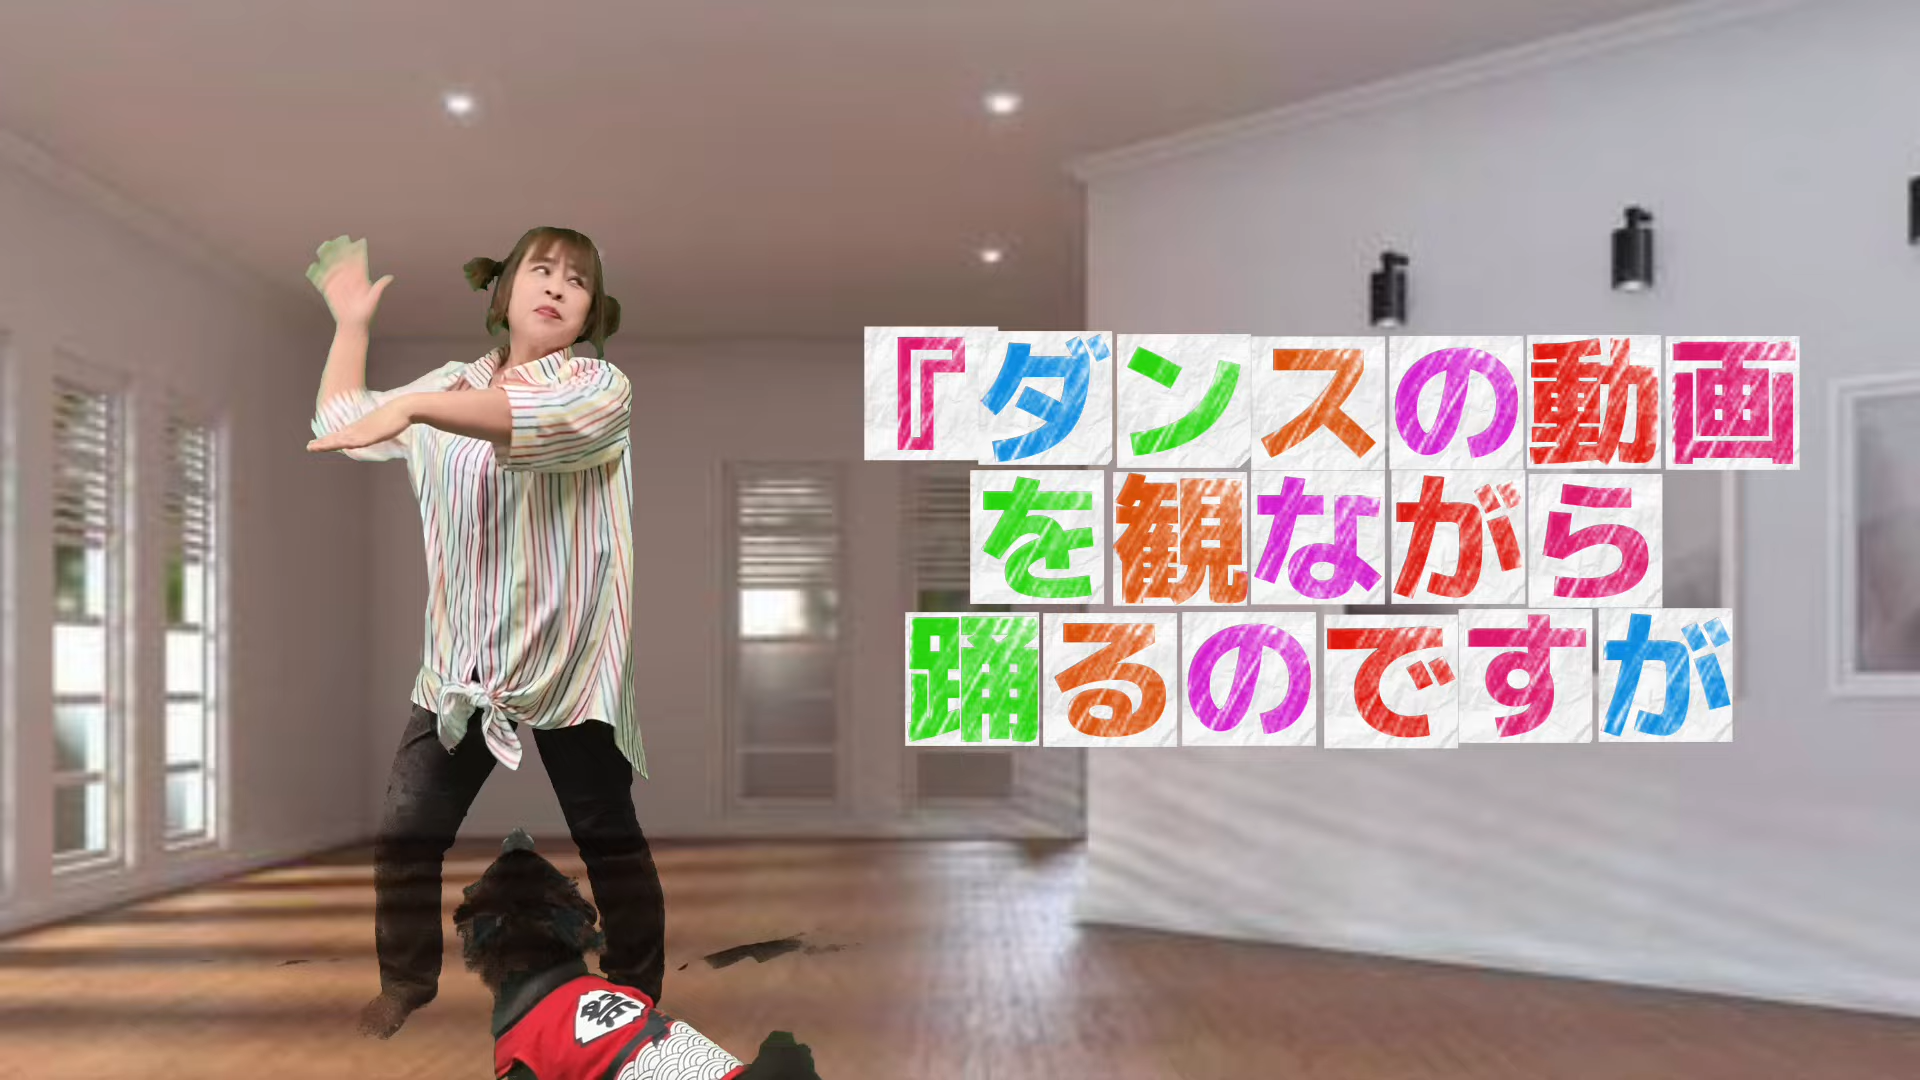 『ダンスの動画
を観ながら
踊るのですが